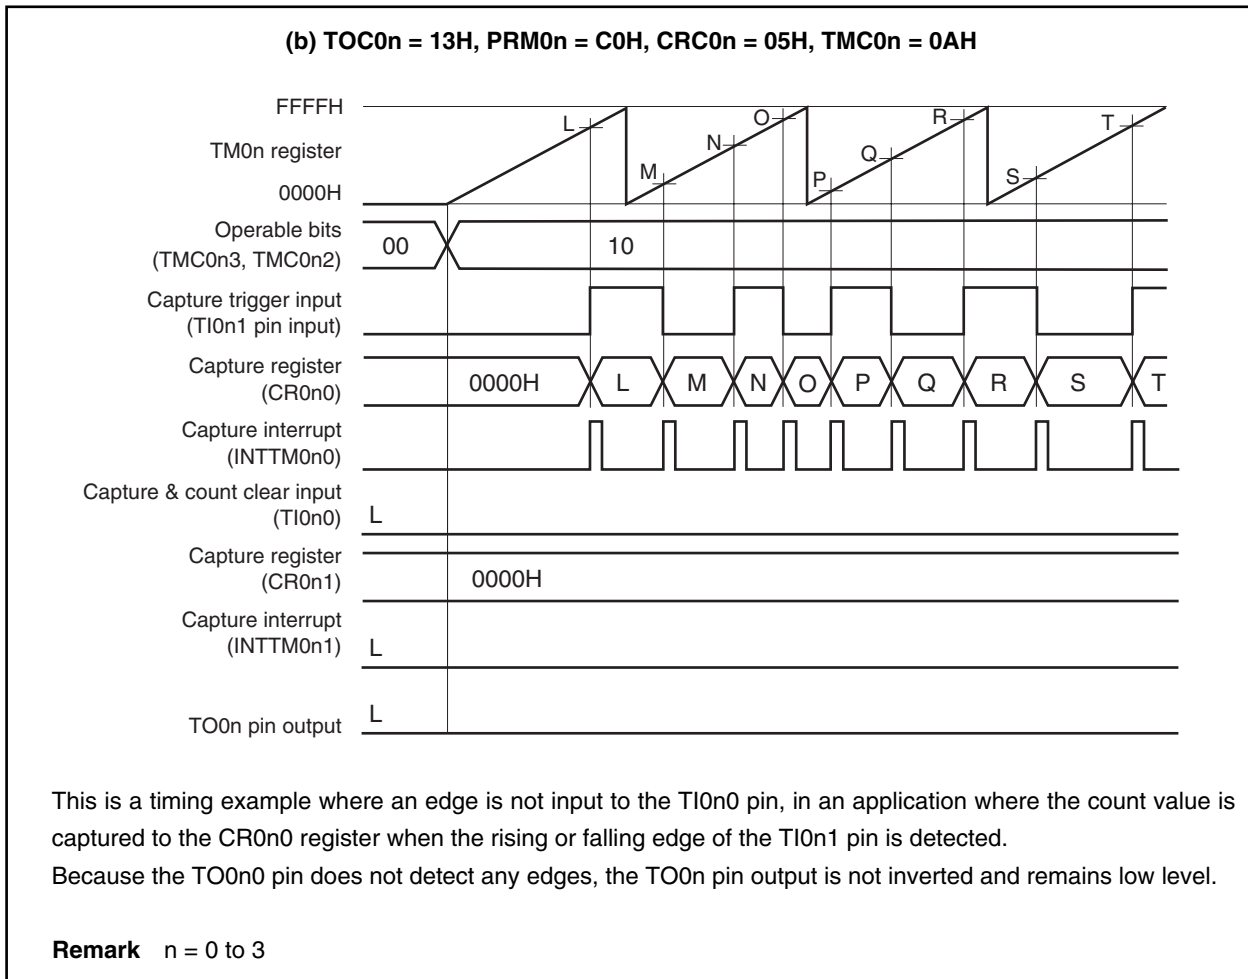 (b) TOC0n = 13H, PRM0n = C0H, CRC0n = 05H, TMC0n = 0AH
FFFFH
TM0n register
0000H
L
M
N
O
P
Q
R
S
T
Operable bits
(TMC0n3, TMC0n2)
00
10
Capture trigger input
(TI0n1 pin input)
Capture register
(CR0n0)
0000H
L
M
N
O
P
Q
R
S
T
Capture interrupt
(INTTM0n0)
Capture & count clear input
(TI0n0)
L
Capture register
(CR0n1)
0000H
Capture interrupt
(INTTM0n1)
L
TO0n pin output
L
This is a timing example where an edge is not input to the TI0n0 pin, in an application where the count value is
captured to the CR0n0 register when the rising or falling edge of the TI0n1 pin is detected.
Because the TO0n0 pin does not detect any edges, the TO0n pin output is not inverted and remains low level.
Remark n = 0 to 3